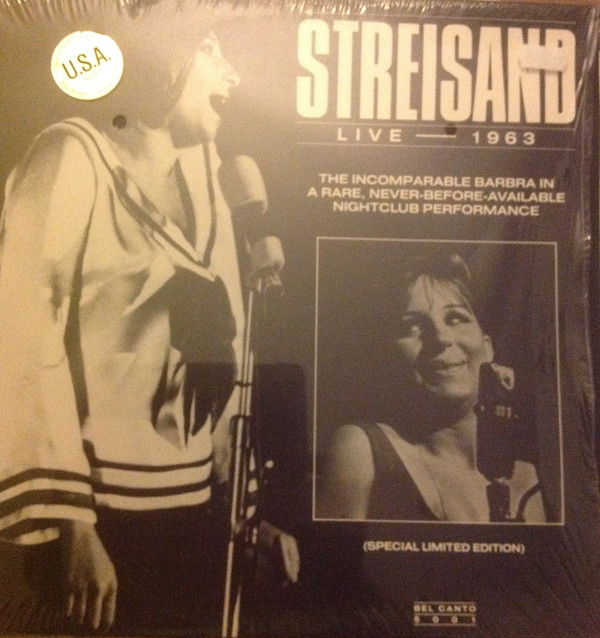 U.S.A.
STREISAND
LIVE — 1963
THE INCOMPARABLE BARBRA IN
A RARE, NEVER-BEFORE-AVAILABLE
NIGHTCLUB PERFORMANCE
(SPECIAL LIMITED EDITION)
BEL CANTO
5001